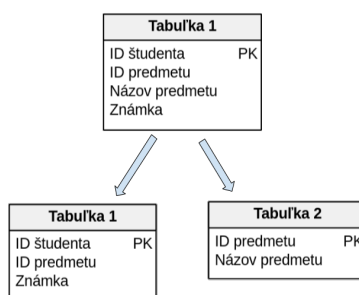 Tabuľka 1
ID študenta PK
ID predmetu
Názov predmetu
Známka
Tabuľka 1
ID študenta PK
ID predmetu
Známka
Tabuľka 2
ID predmetu PK
Názov predmetu